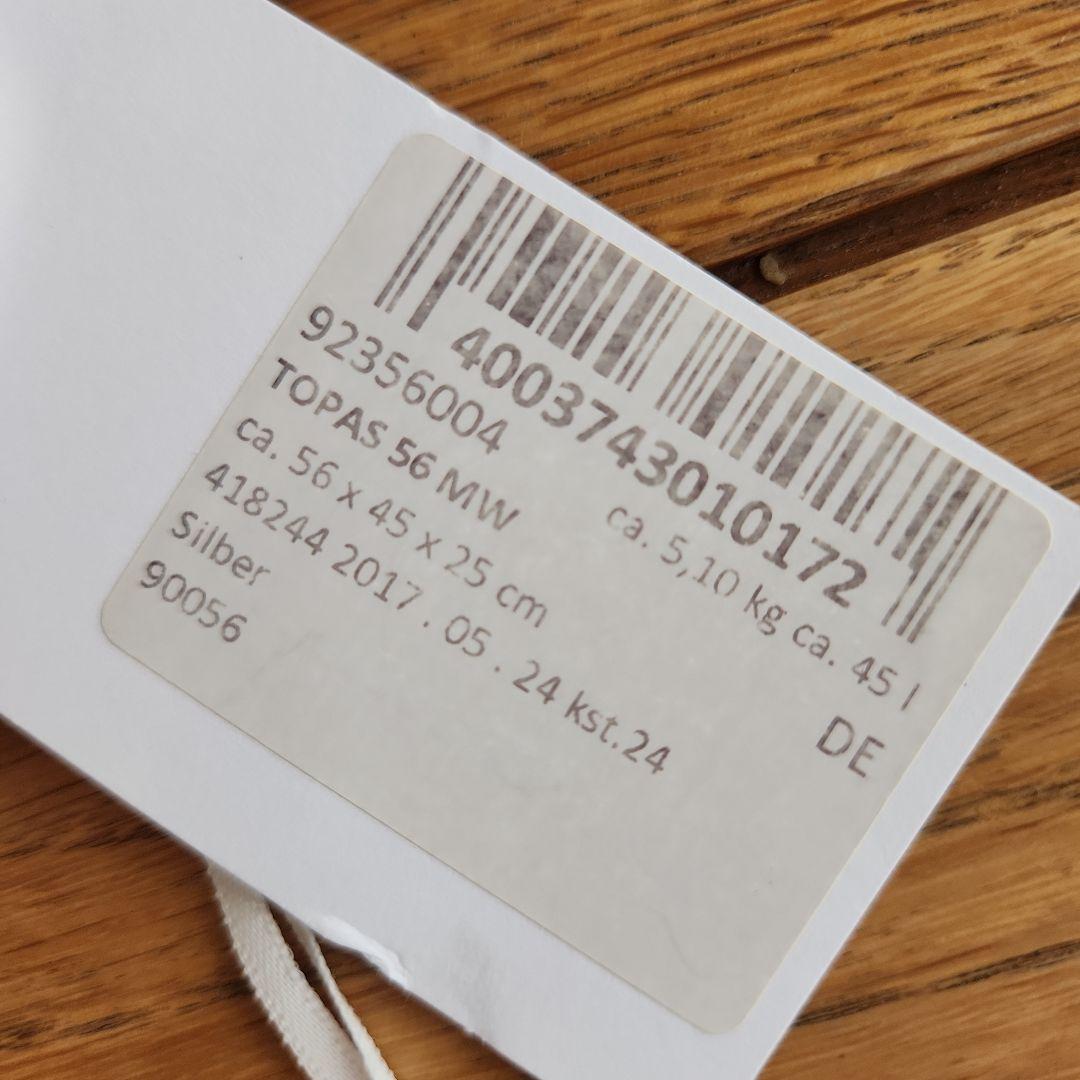 4003743010172
92356004
TOPAS 56 MW
ca. 5,10 kg ca. 45 l
ca. 56 x 45 x 25 cm
418244 2017 . 05 . 24 kst.24
DE
Silber
90056